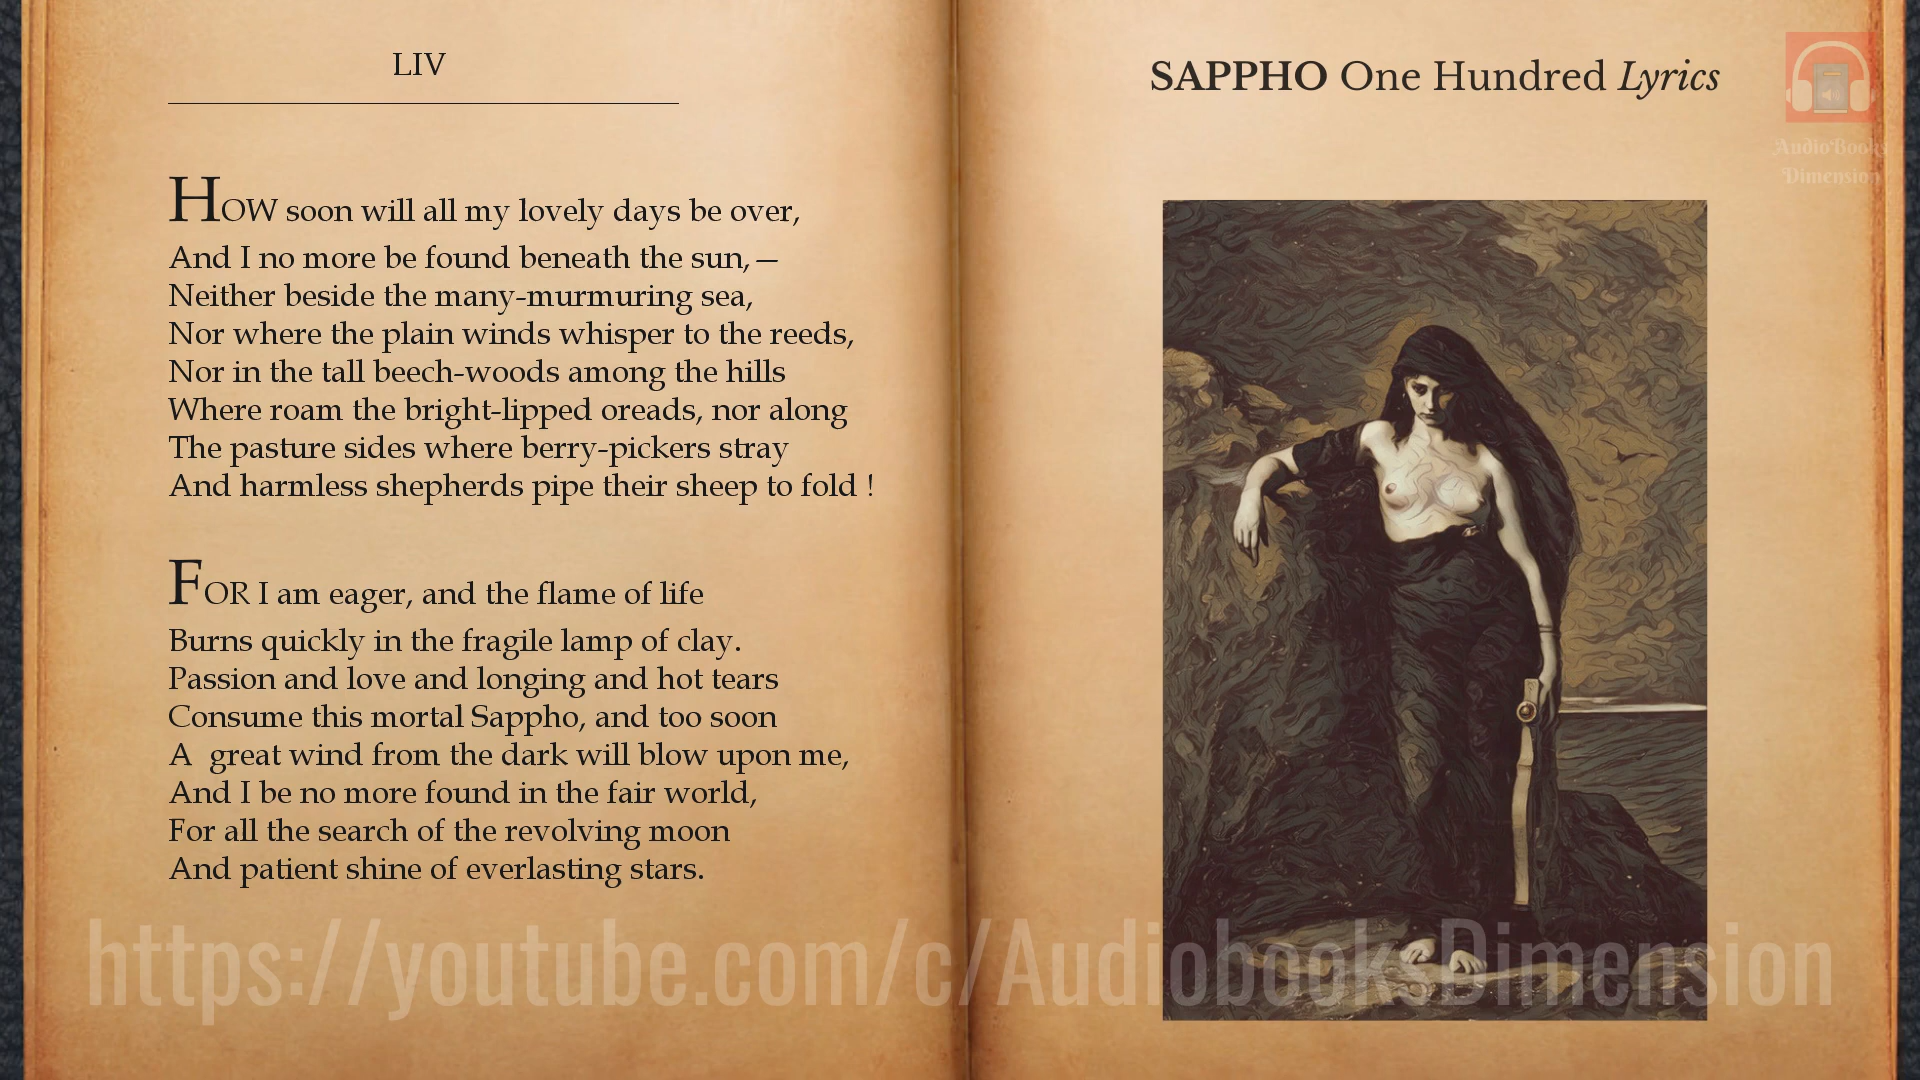 LIV
HOW soon will all my lovely days be over,
And I no more be found beneath the sun,—
Neither beside the many-murmuring sea,
Nor where the plain winds whisper to the reeds,
Nor in the tall beech-woods among the hills
Where roam the bright-lipped oreads, nor along
The pasture sides where berry-pickers stray
And harmless shepherds pipe their sheep to fold !
FOR I am eager, and the flame of life
Burns quickly in the fragile lamp of clay.
Passion and love and longing and hot tears
Consume this mortal Sappho, and too soon
A great wind from the dark will blow upon me,
And I be no more found in the fair world,
For all the search of the revolving moon
And patient shine of everlasting stars.
SAPPHO One Hundred Lyrics
AudioBooks
Dimension
https://youtube.com/c/AudiobooksDimension